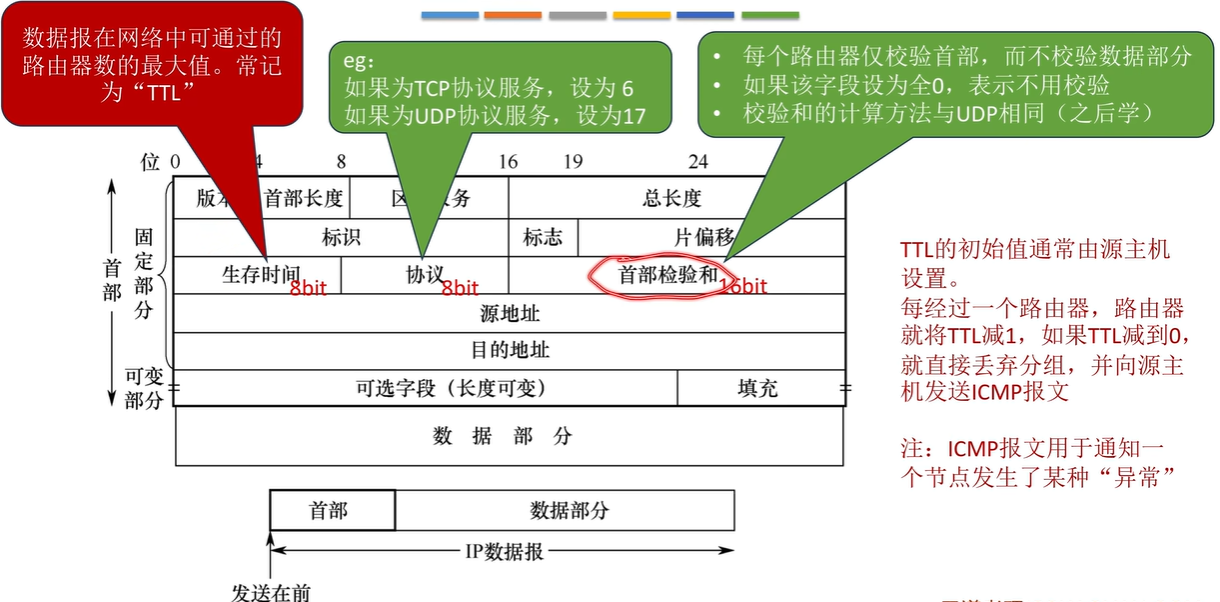 数据报在网络中可通过的
路由器数的最大值。常记
为“TTL”
eg：
如果为TCP协议服务，设为 6
如果为UDP协议服务，设为17
• 每个路由器仅校验首部，而不校验数据部分
• 如果该字段设为全0，表示不用校验
• 校验和的计算方法与UDP相同（之后学）
位 0 4 8 16 19 24
首部
固定部分
可变部分
版本 首部长度 区 务 总长度
标识 标志 片偏移
生存时间 8bit 协议 8bit 首部检验和 16bit
源地址
目的地址
可选字段（长度可变） 填充
数 据 部 分
首部 数据部分
IP数据报
发送在前
TTL的初始值通常由源主机
设置。
每经过一个路由器，路由器
就将TTL减1，如果TTL减到0，
就直接丢弃分组，并向源主
机发送ICMP报文
注：ICMP报文用于通知一
个节点发生了某种“异常”